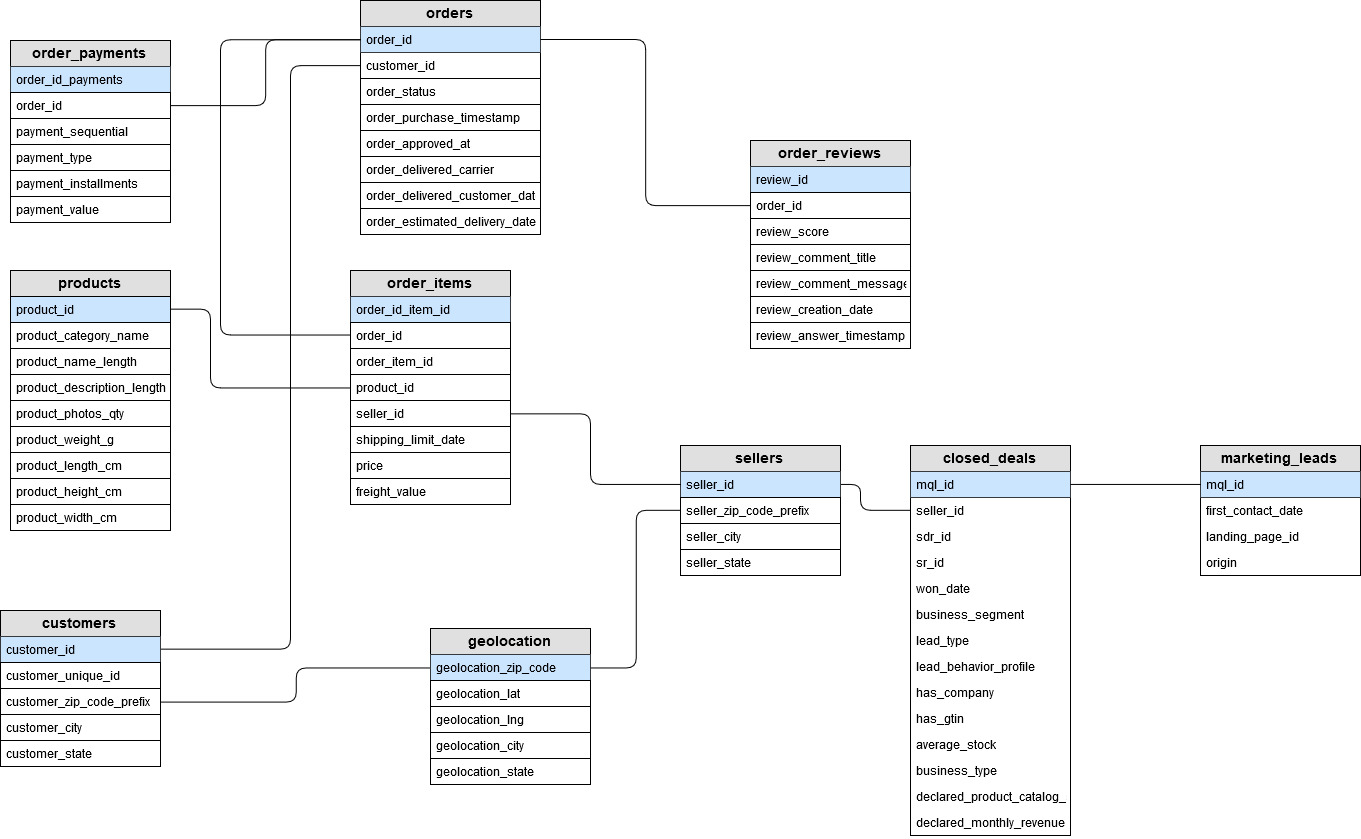 orders
order_id
customer_id
order_status
order_purchase_timestamp
order_approved_at
order_delivered_carrier
order_delivered_customer_dat
order_estimated_delivery_date
order_payments
order_id_payments
order_id
payment_sequential
payment_type
payment_installments
payment_value
order_reviews
review_id
order_id
review_score
review_comment_title
review_comment_message
review_creation_date
review_answer_timestamp
products
product_id
product_category_name
product_name_length
product_description_length
product_photos_qty
product_weight_g
product_length_cm
product_height_cm
product_width_cm
order_items
order_id_item_id
order_id
order_item_id
product_id
seller_id
shipping_limit_date
price
freight_value
sellers
seller_id
seller_zip_code_prefix
seller_city
seller_state
closed_deals
mql_id
seller_id
sdr_id
sr_id
won_date
business_segment
lead_type
lead_behavior_profile
has_company
has_gtin
average_stock
business_type
declared_product_catalog_
declared_monthly_revenue
marketing_leads
mql_id
first_contact_date
landing_page_id
origin
customers
customer_id
customer_unique_id
customer_zip_code_prefix
customer_city
customer_state
geolocation
geolocation_zip_code
geolocation_lat
geolocation_lng
geolocation_city
geolocation_state